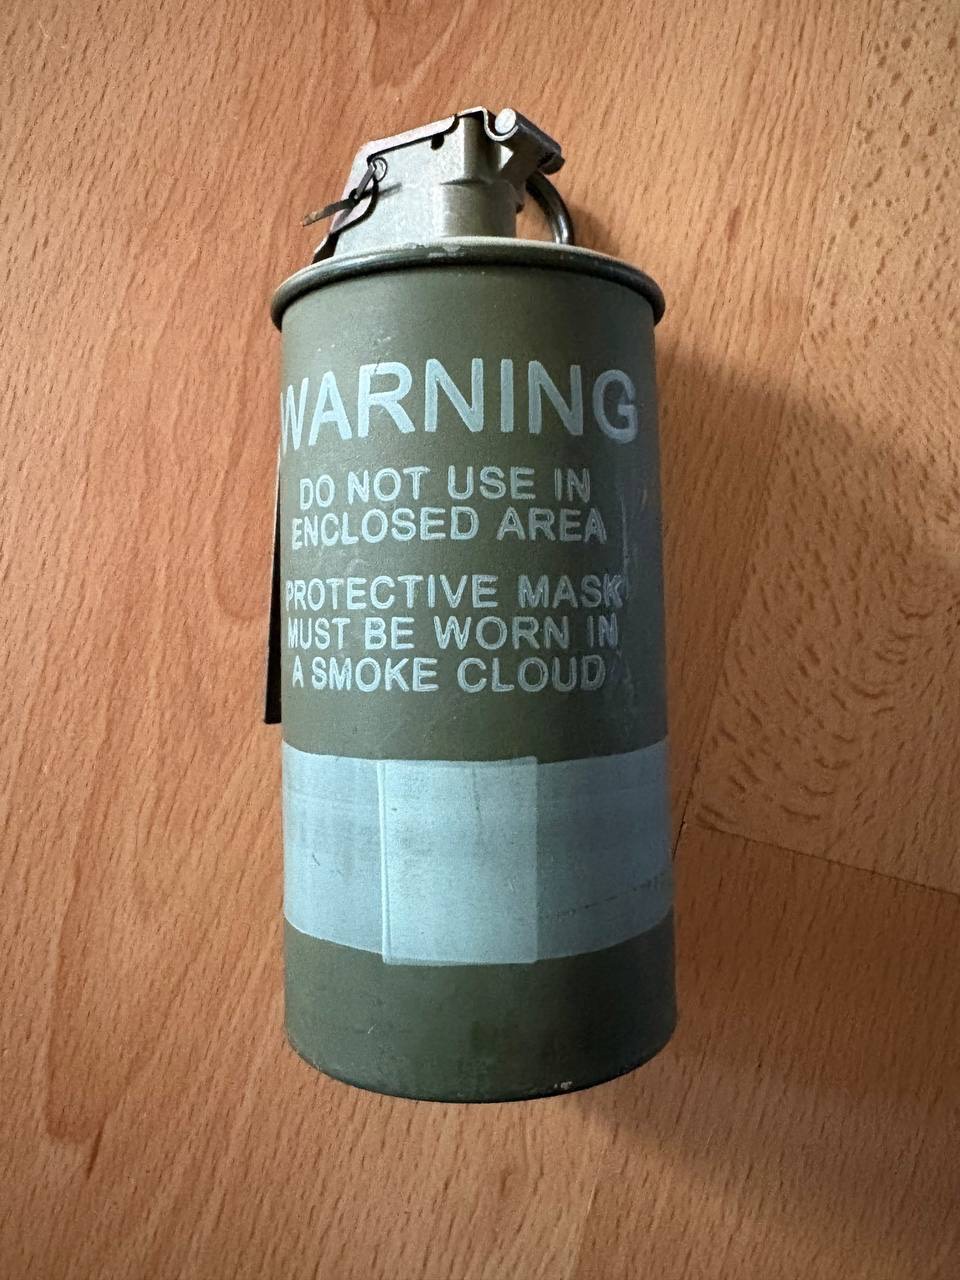 WARNING
DO NOT USE IN
ENCLOSED AREA
PROTECTIVE MASK
MUST BE WORN IN
A SMOKE CLOUD